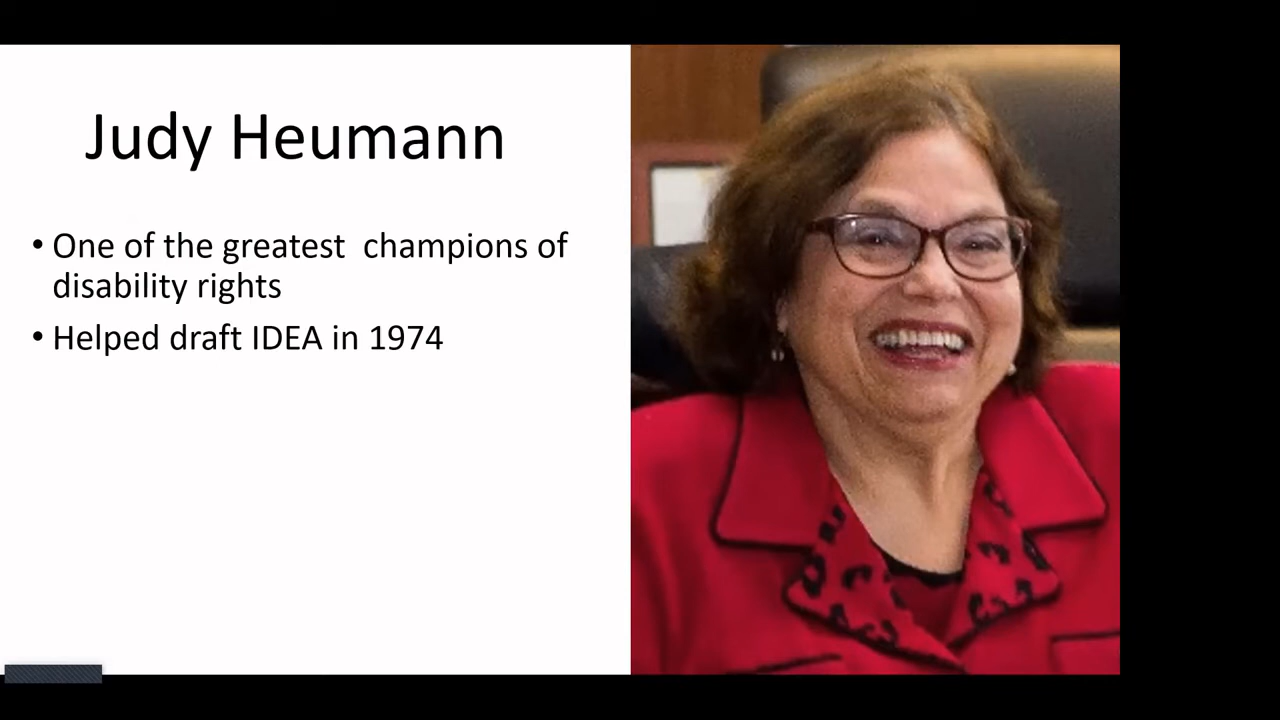 Judy Heumann
• One of the greatest  champions of
disability rights
• Helped draft IDEA in 1974